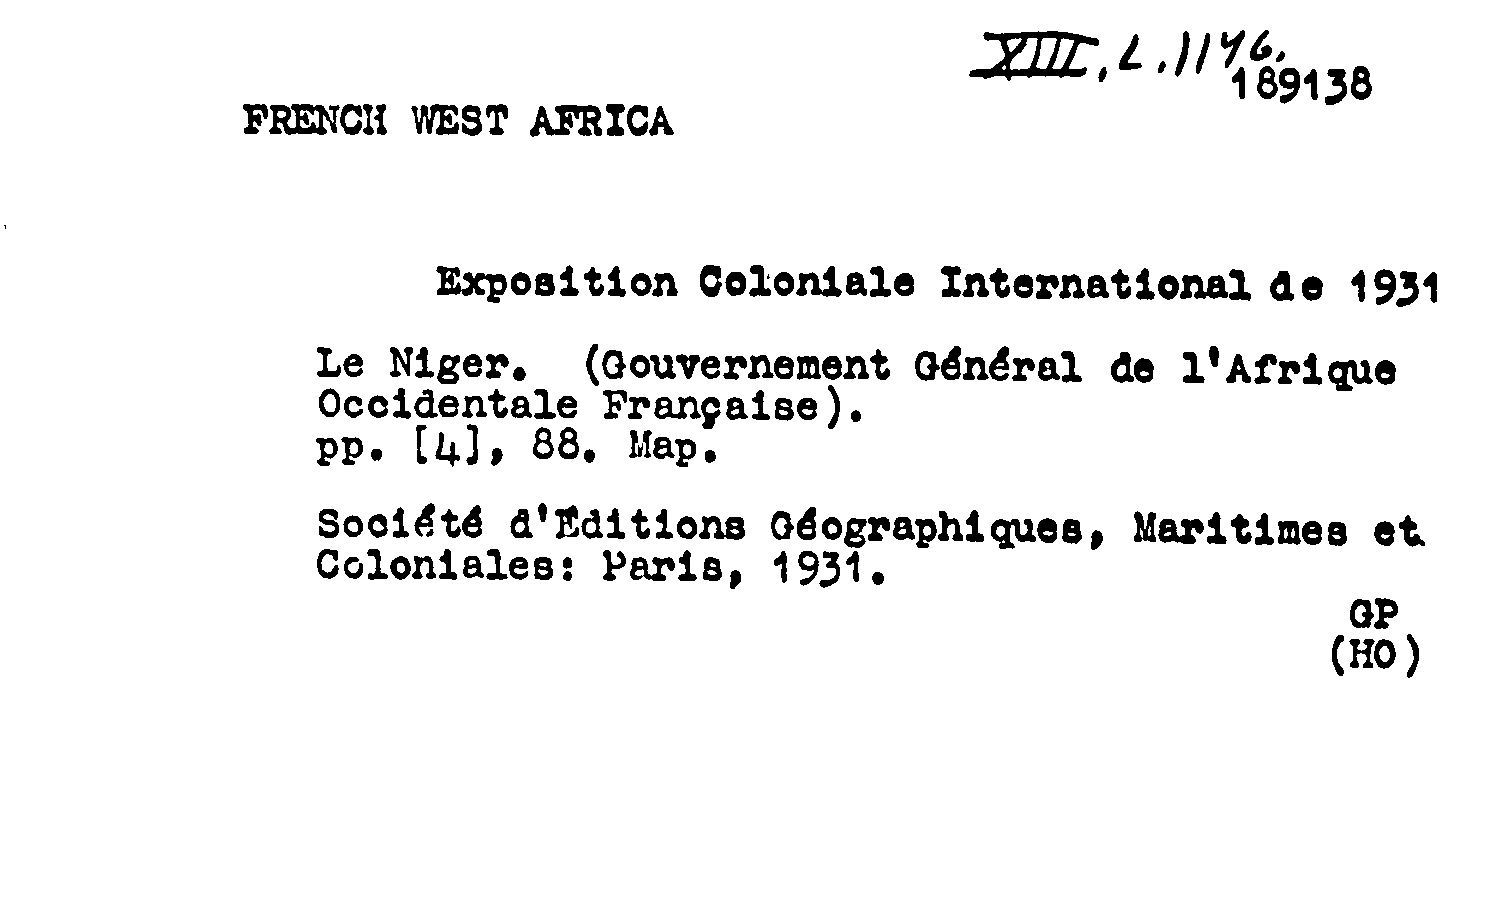 XIII, L. 1146.
189138
FRENCH WEST AFRICA
Exposition Coloniale International de 1931
Le Niger. (Gouvernement Général de l'Afrique
Occidentale Française).
pp. [4], 88. Map.
Société d'Éditions Géographiques, Maritimes et
Coloniales: Paris, 1931.
GP
(HO)